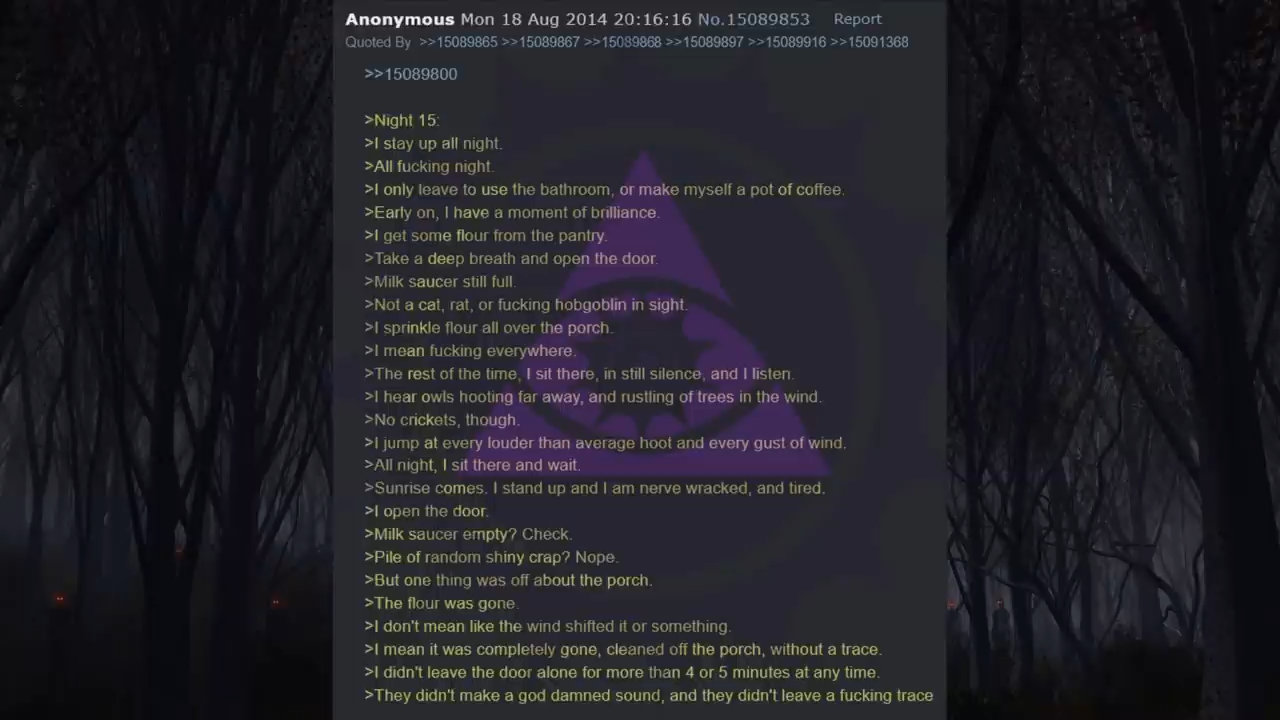 Anonymous Mon 18 Aug 2014 20:16:16 No.15089853 Report
Quoted By >>15089865 >>15089867 >>15089868 >>15089897 >>15089916 >>15091368
>>15089800
>Night 15:
>I stay up all night.
>All fucking night.
>I only leave to use the bathroom, or make myself a pot of coffee.
>Early on, I have a moment of brilliance.
>I get some flour from the pantry.
>Take a deep breath and open the door.
>Milk saucer still full.
>Not a cat, rat, or fucking hobgoblin in sight.
>I sprinkle flour all over the porch.
>I mean fucking everywhere.
>The rest of the time, I sit there, in still silence, and I listen.
>I hear owls hooting far away, and rustling of trees in the wind.
>No crickets, though.
>I jump at every louder than average hoot and every gust of wind.
>All night, I sit there and wait.
>Sunrise comes. I stand up and I am nerve wracked, and tired.
>I open the door.
>Milk saucer empty? Check.
>Pile of random shiny crap? Nope.
>But one thing was off about the porch.
>The flour was gone.
>I don't mean like the wind shifted it or something.
>I mean it was completely gone, cleaned off the porch, without a trace.
>I didn't leave the door alone for more than 4 or 5 minutes at any time.
>They didn't make a god damned sound, and they didn't leave a fucking trace